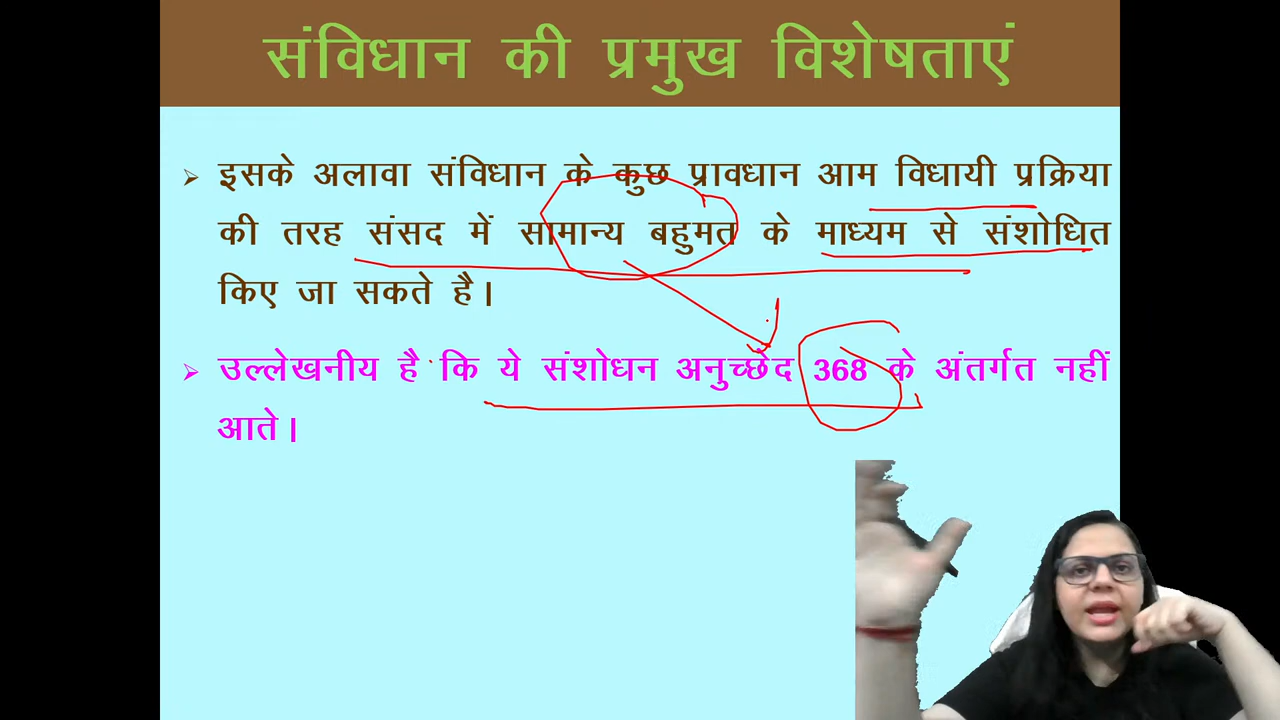 संविधान की प्रमुख विशेषताएं
इसके अलावा संविधान के कुछ प्रावधान आम विधायी प्रक्रिया
की तरह संसद में सामान्य बहुमत के माध्यम से संशोधित
किए जा सकते है।
उल्लेखनीय है कि ये संशोधन अनुच्छेद 368 के अंतर्गत नहीं
आते।